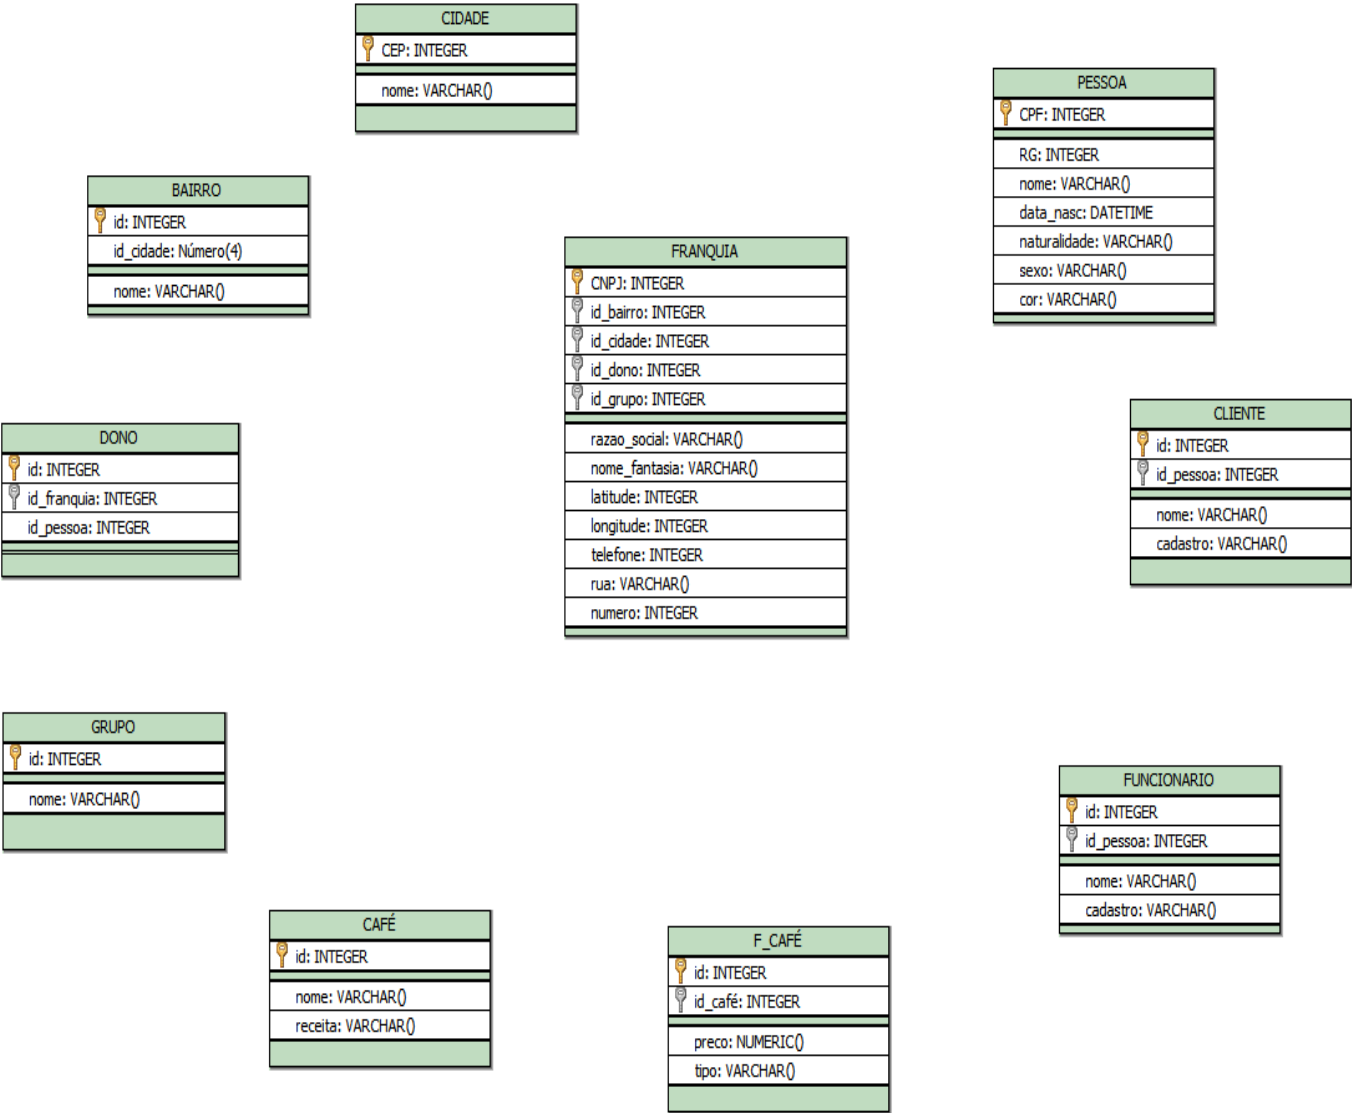 CIDADE
CEP: INTEGER
nome: VARCHAR()
PESSOA
CPF: INTEGER
RG: INTEGER
nome: VARCHAR()
data_nasc: DATETIME
naturalidade: VARCHAR()
sexo: VARCHAR()
cor: VARCHAR()
BAIRRO
id: INTEGER
id_cidade: Número(4)
nome: VARCHAR()
FRANQUIA
CNPJ: INTEGER
id_bairro: INTEGER
id_cidade: INTEGER
id_dono: INTEGER
id_grupo: INTEGER
razao_social: VARCHAR()
nome_fantasia: VARCHAR()
latitude: INTEGER
longitude: INTEGER
telefone: INTEGER
rua: VARCHAR()
numero: INTEGER
CLIENTE
id: INTEGER
id_pessoa: INTEGER
nome: VARCHAR()
cadastro: VARCHAR()
DONO
id: INTEGER
id_franquia: INTEGER
id_pessoa: INTEGER
GRUPO
id: INTEGER
nome: VARCHAR()
FUNCIONARIO
id: INTEGER
id_pessoa: INTEGER
nome: VARCHAR()
cadastro: VARCHAR()
CAFÉ
id: INTEGER
nome: VARCHAR()
receita: VARCHAR()
F_CAFÉ
id: INTEGER
id_café: INTEGER
preco: NUMERIC()
tipo: VARCHAR()